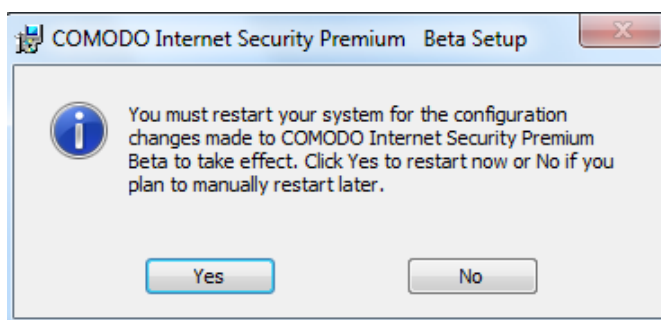 COMODO Internet Security Premium Beta Setup
You must restart your system for the configuration
changes made to COMODO Internet Security Premium
Beta to take effect. Click Yes to restart now or No if you
plan to manually restart later.
Yes
No